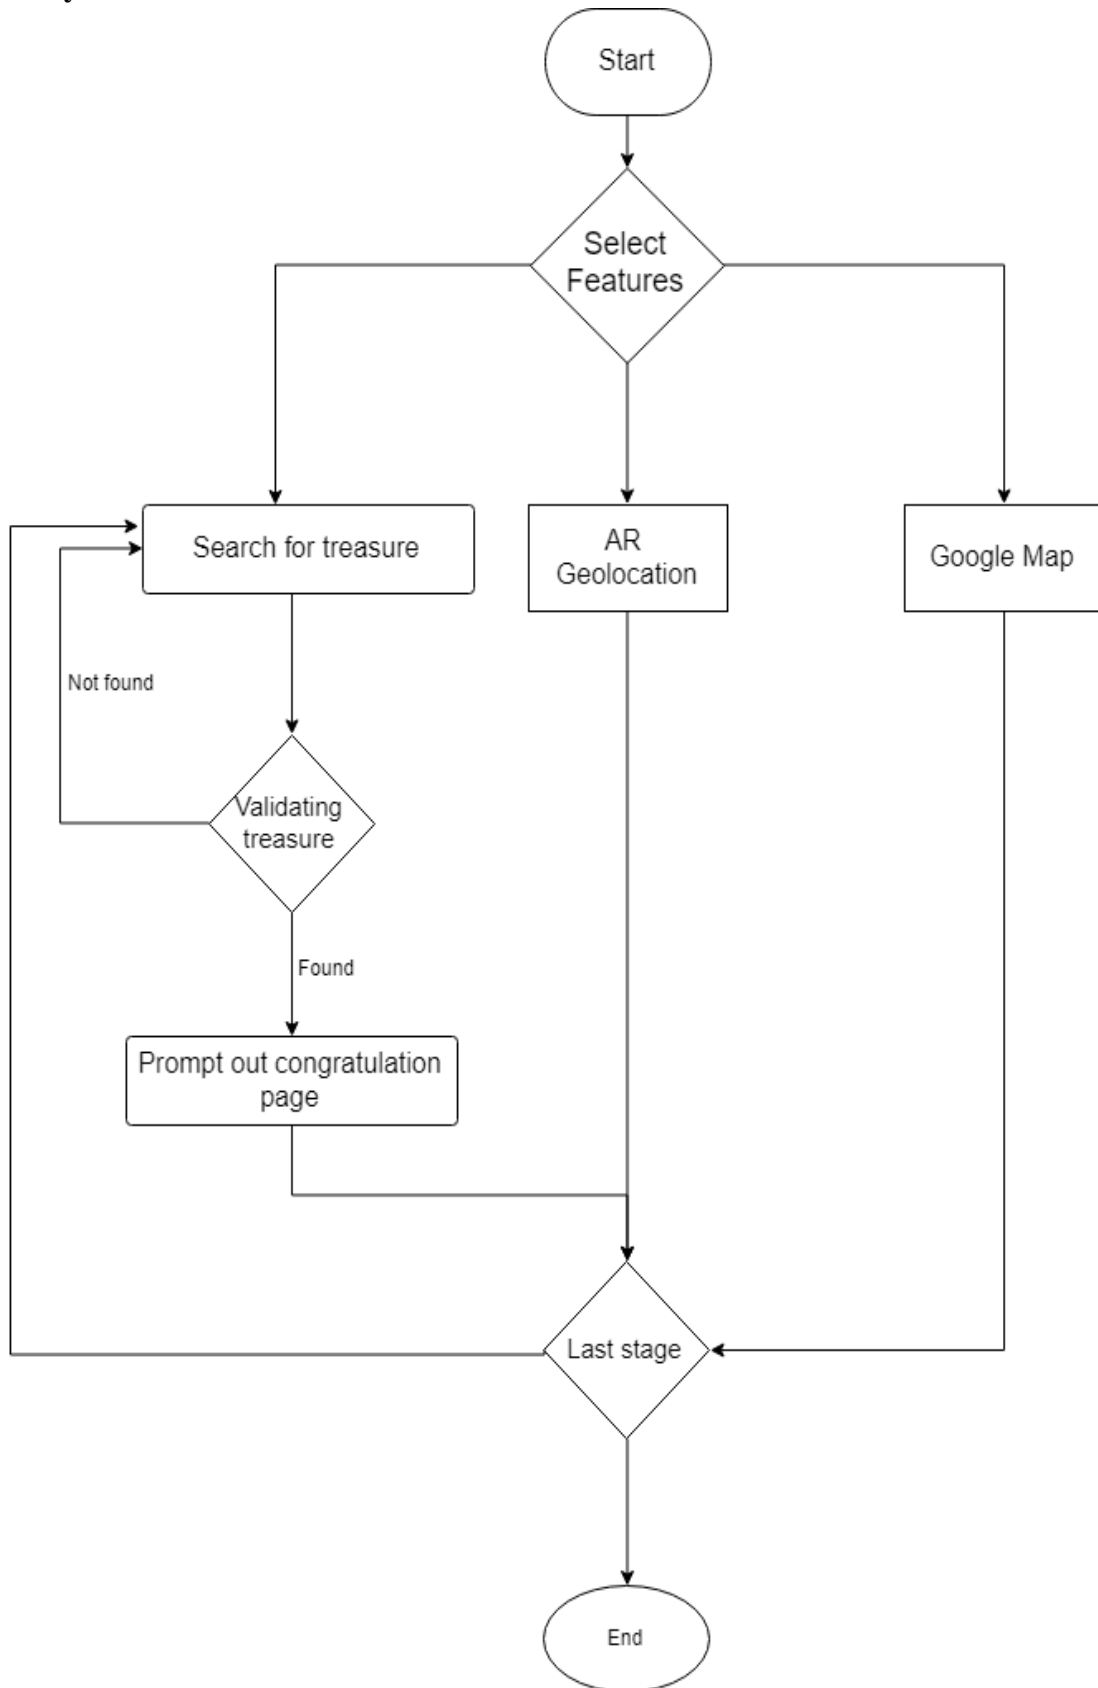 Start
Select
Features
Search for treasure
AR
Geolocation
Google Map
Not found
Validating
treasure
Found
Prompt out congratulation
page
Last stage
End